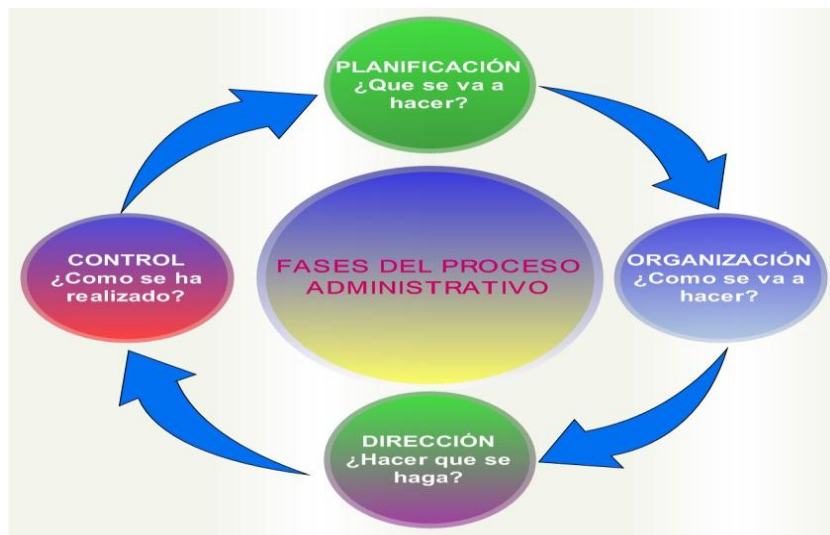 PLANIFICACIÓN
¿Que se va a
hacer?
CONTROL
¿Como se ha
realizado?
FASES DEL PROCESO
ADMINISTRATIVO
ORGANIZACIÓN
¿Como se va a
hacer?
DIRECCIÓN
¿Hacer que se
haga?